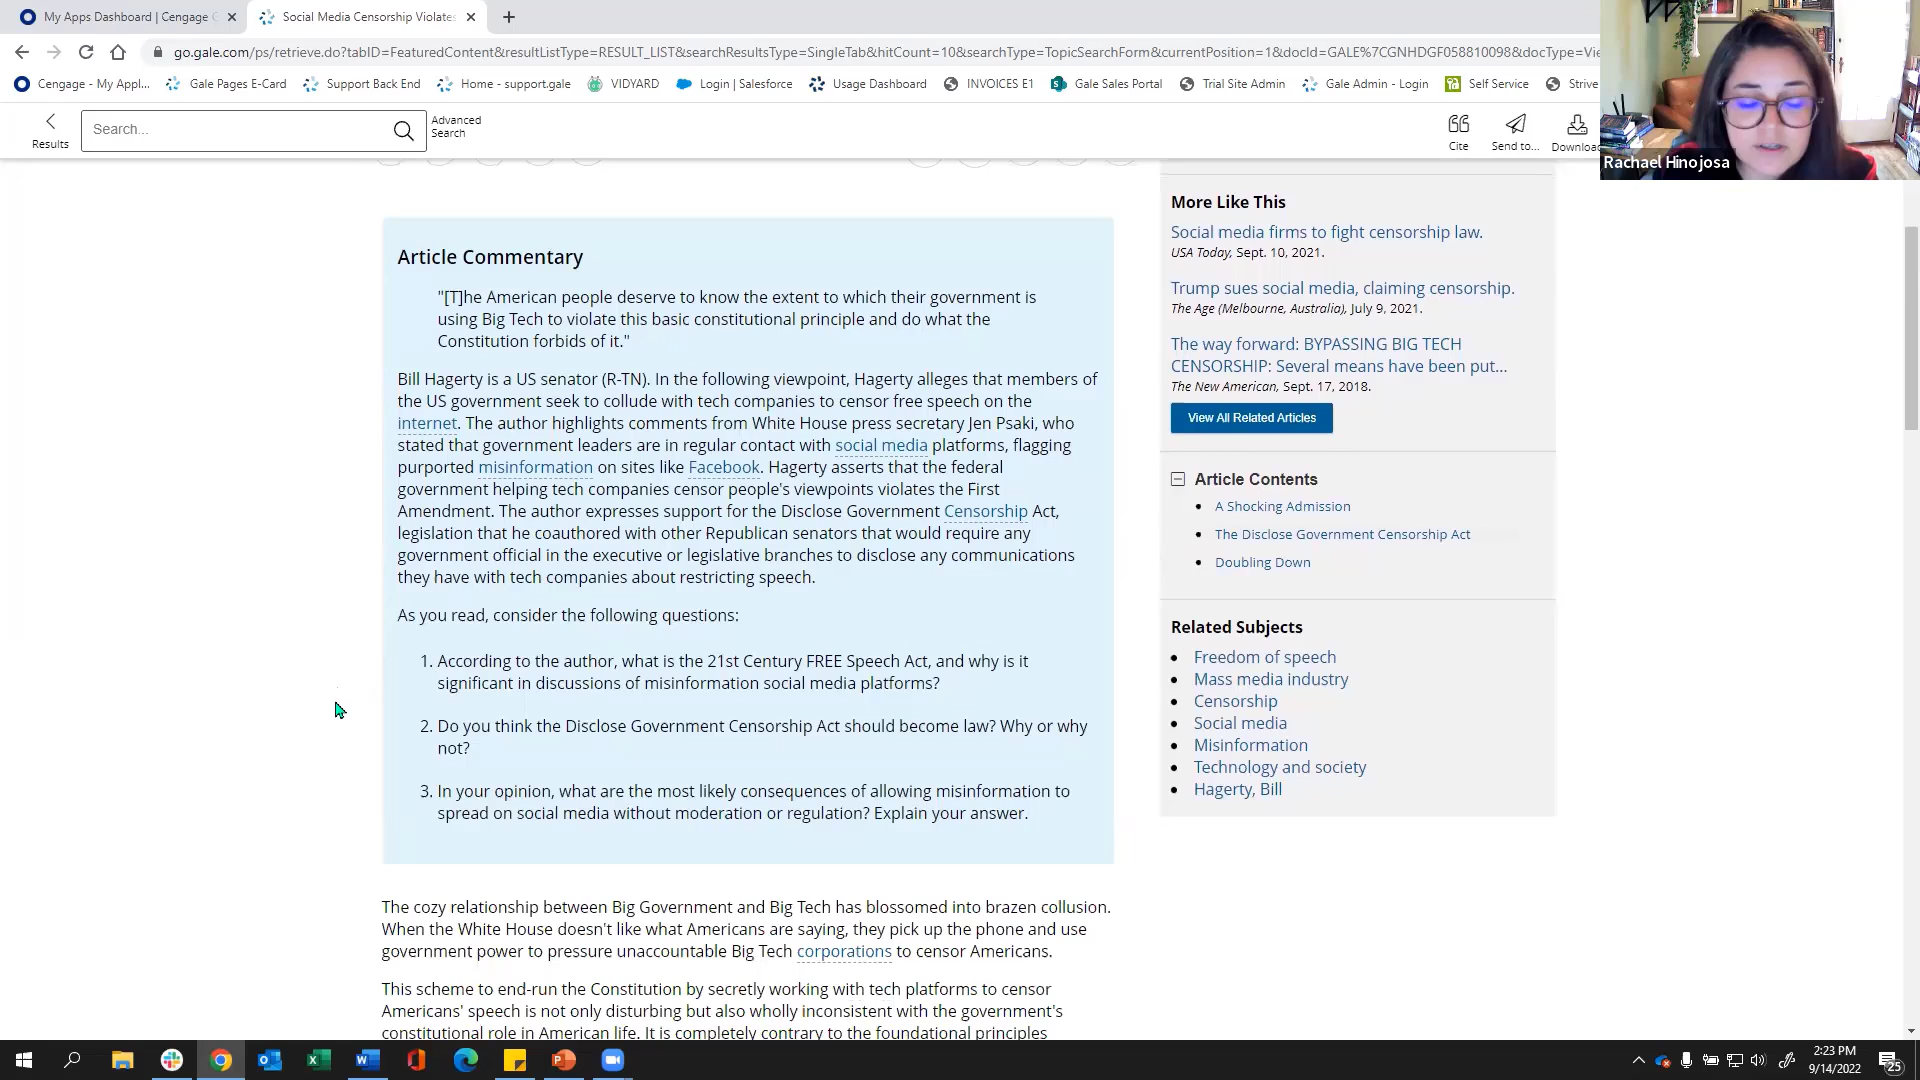 My Apps Dashboard | Cengage G
Social Media Censorship Violates
go.gale.com/ps/retrieve.do?tabID=FeaturedContent&resultListType=RESULT_LIST&searchResultsType=SingleTab&hitCount=10&searchType=TopicSearchForm&currentPosition=1&docId=GALE%7CGNHDGF058810098&docType=Vie
Cengage - My Appl...
Gale Pages E-Card
Support Back End
Home - support.gale
VIDYARD
Login | Salesforce
Usage Dashboard
INVOICES E1
Gale Sales Portal
Trial Site Admin
Gale Admin - Login
Self Service
Strive
Results
Search...
Advanced
Search
Cite
Send to...
Download
Rachael Hinojosa
Article Commentary
"[T]he American people deserve to know the extent to which their government is
using Big Tech to violate this basic constitutional principle and do what the
Constitution forbids of it."
Bill Hagerty is a US senator (R-TN). In the following viewpoint, Hagerty alleges that members of
the US government seek to collude with tech companies to censor free speech on the
internet. The author highlights comments from White House press secretary Jen Psaki, who
stated that government leaders are in regular contact with social media platforms, flagging
purported misinformation on sites like Facebook. Hagerty asserts that the federal
government helping tech companies censor people's viewpoints violates the First
Amendment. The author expresses support for the Disclose Government Censorship Act,
legislation that he coauthored with other Republican senators that would require any
government official in the executive or legislative branches to disclose any communications
they have with tech companies about restricting speech.
As you read, consider the following questions:
1. According to the author, what is the 21st Century FREE Speech Act, and why is it
significant in discussions of misinformation social media platforms?
2. Do you think the Disclose Government Censorship Act should become law? Why or why
not?
3. In your opinion, what are the most likely consequences of allowing misinformation to
spread on social media without moderation or regulation? Explain your answer.
The cozy relationship between Big Government and Big Tech has blossomed into brazen collusion.
When the White House doesn't like what Americans are saying, they pick up the phone and use
government power to pressure unaccountable Big Tech corporations to censor Americans.
This scheme to end-run the Constitution by secretly working with tech platforms to censor
Americans' speech is not only disturbing but also wholly inconsistent with the government's
constitutional role in American life. It is completely contrary to the foundational principles
More Like This
Social media firms to fight censorship law.
USA Today, Sept. 10, 2021.
Trump sues social media, claiming censorship.
The Age (Melbourne, Australia), July 9, 2021.
The way forward: BYPASSING BIG TECH
CENSORSHIP: Several means have been put...
The New American, Sept. 17, 2018.
View All Related Articles
Article Contents
A Shocking Admission
The Disclose Government Censorship Act
Doubling Down
Related Subjects
Freedom of speech
Mass media industry
Censorship
Social media
Misinformation
Technology and society
Hagerty, Bill
2:23 PM
9/14/2022
25